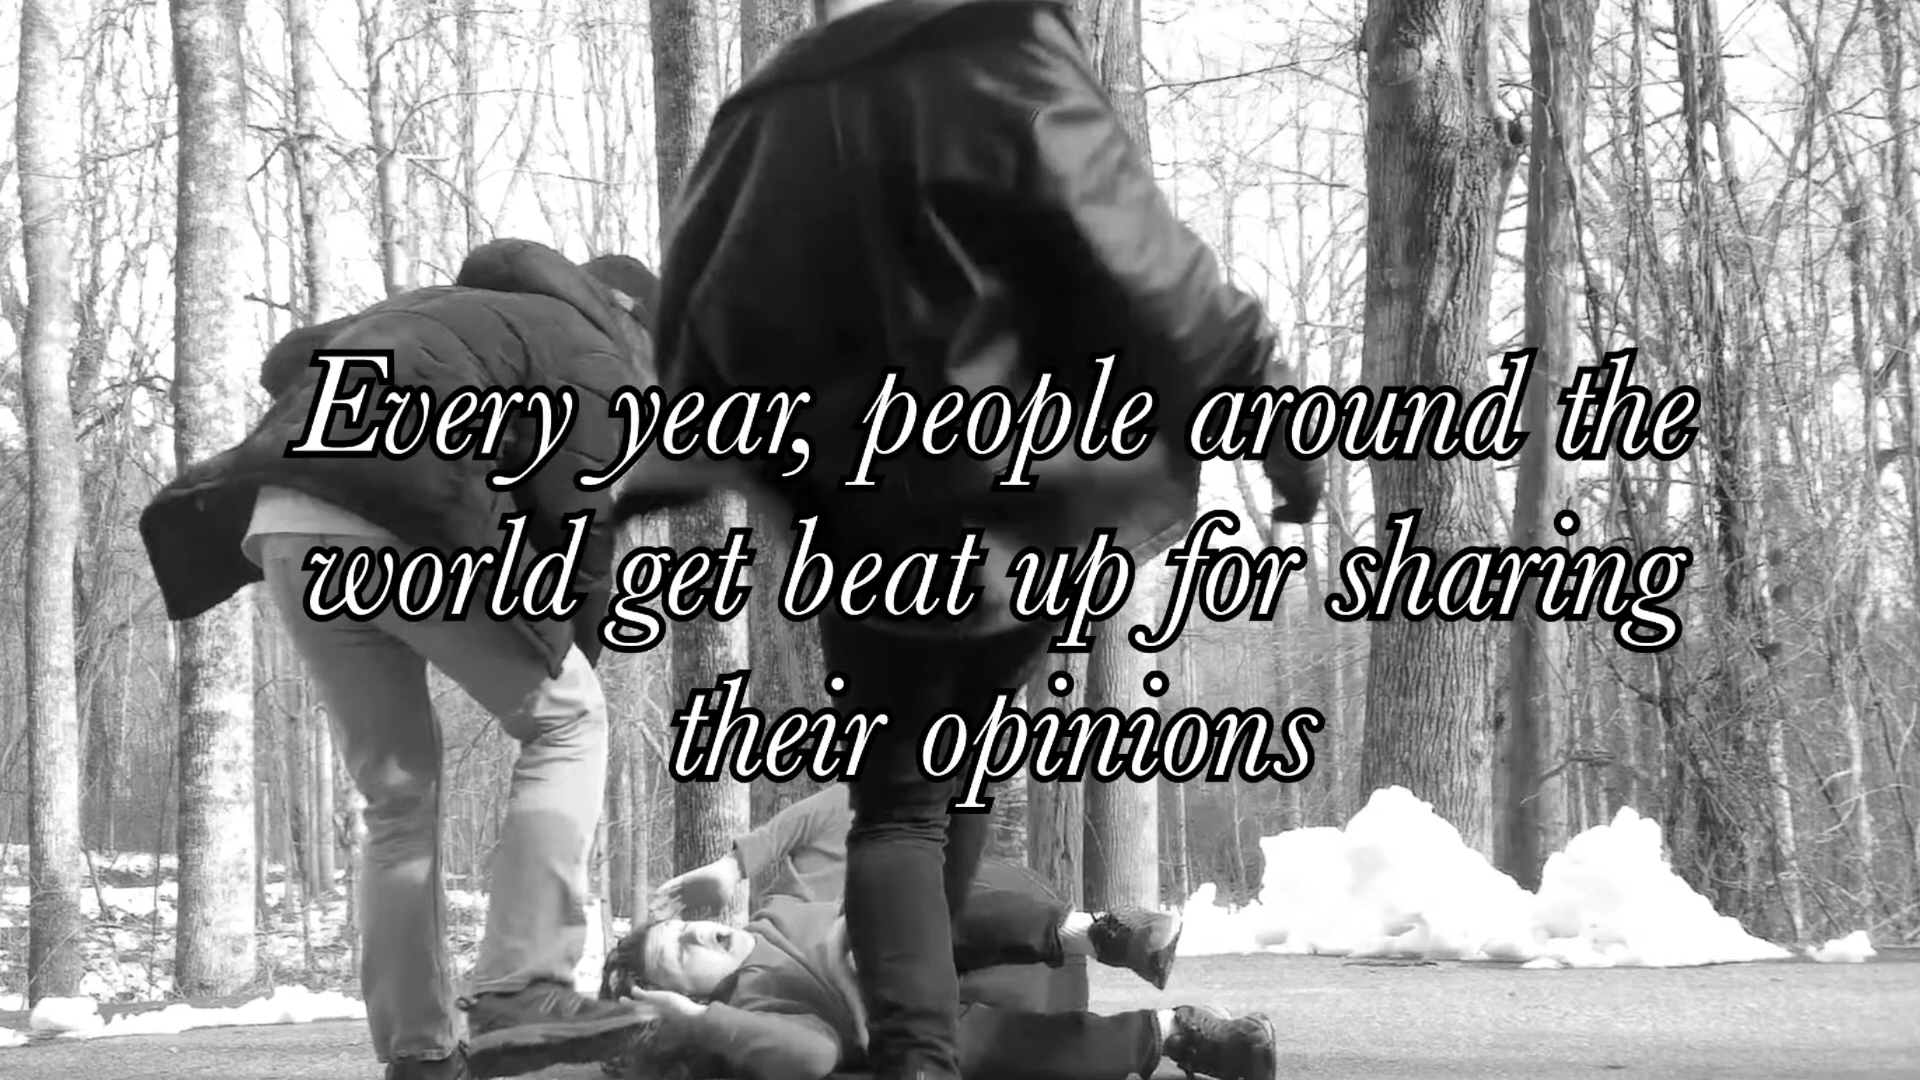 Every year, people around the
world get beat up for sharing
their opinions